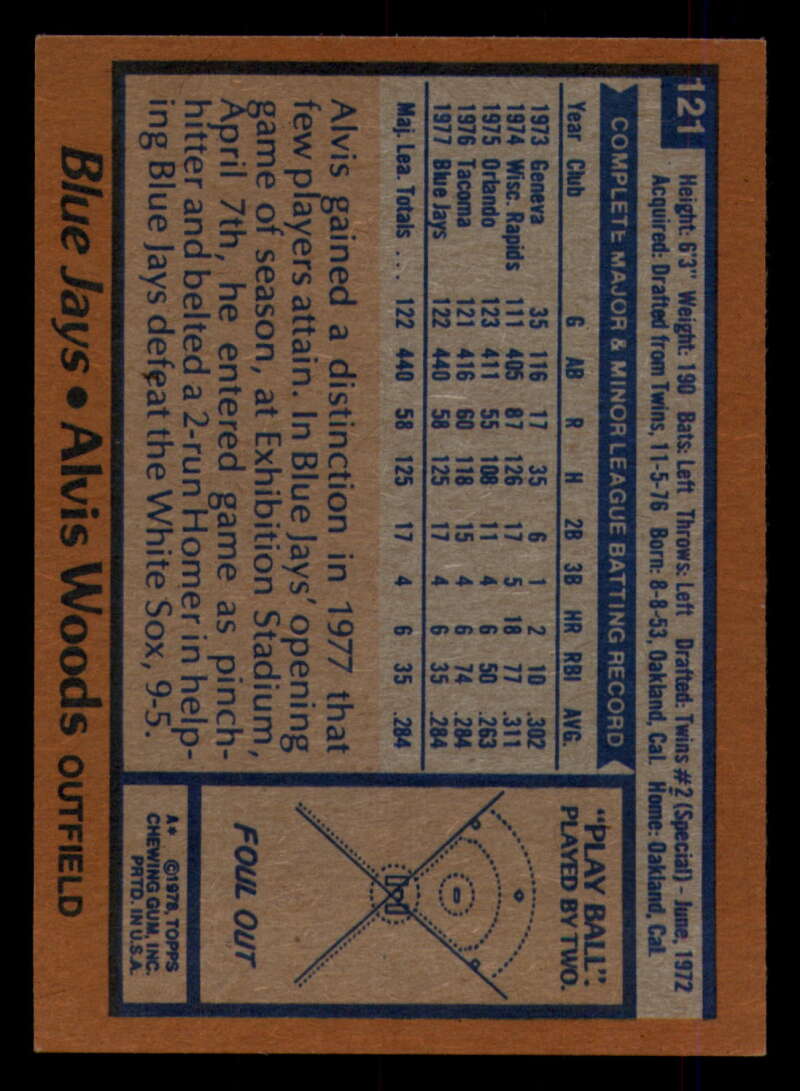 121
Height: 6'3" Weight: 190 Bats: Left Throws: Left Drafted: Twins #2 (Special) - June, 1972
Acquired: Drafted from Twins, 11-5-76 Born: 8-8-53, Oakland, Cal. Home: Oakland, Cal.
COMPLETE MAJOR & MINOR LEAGUE BATTING RECORD
Year Club G AB R H 2B 3B HR RBI AVG.
1973 Geneva 35 116 17 35 6 1 2 10 .302
1974 Wisc. Rapids 111 405 87 126 17 5 18 77 .311
1975 Orlando 123 411 55 108 11 4 6 50 .263
1976 Tacoma 121 416 60 118 15 4 6 74 .284
1977 Blue Jays 122 440 58 125 17 4 6 35 .284
Maj. Lea. Totals ... 122 440 58 125 17 4 6 35 .284
Alvis gained a distinction in 1977 that
few players attain. In Blue Jays' opening
game of season, at Exhibition Stadium,
April 7th, he entered game as pinch-
hitter and belted a 2-run Homer in help-
ing Blue Jays defeat the White Sox, 9-5.
"PLAY BALL":
PLAYED BY TWO.
FOUL OUT
A* ©1978, TOPPS
CHEWING GUM, INC.
PRTD. IN U.S.A.
Blue Jays • Alvis Woods OUTFIELD